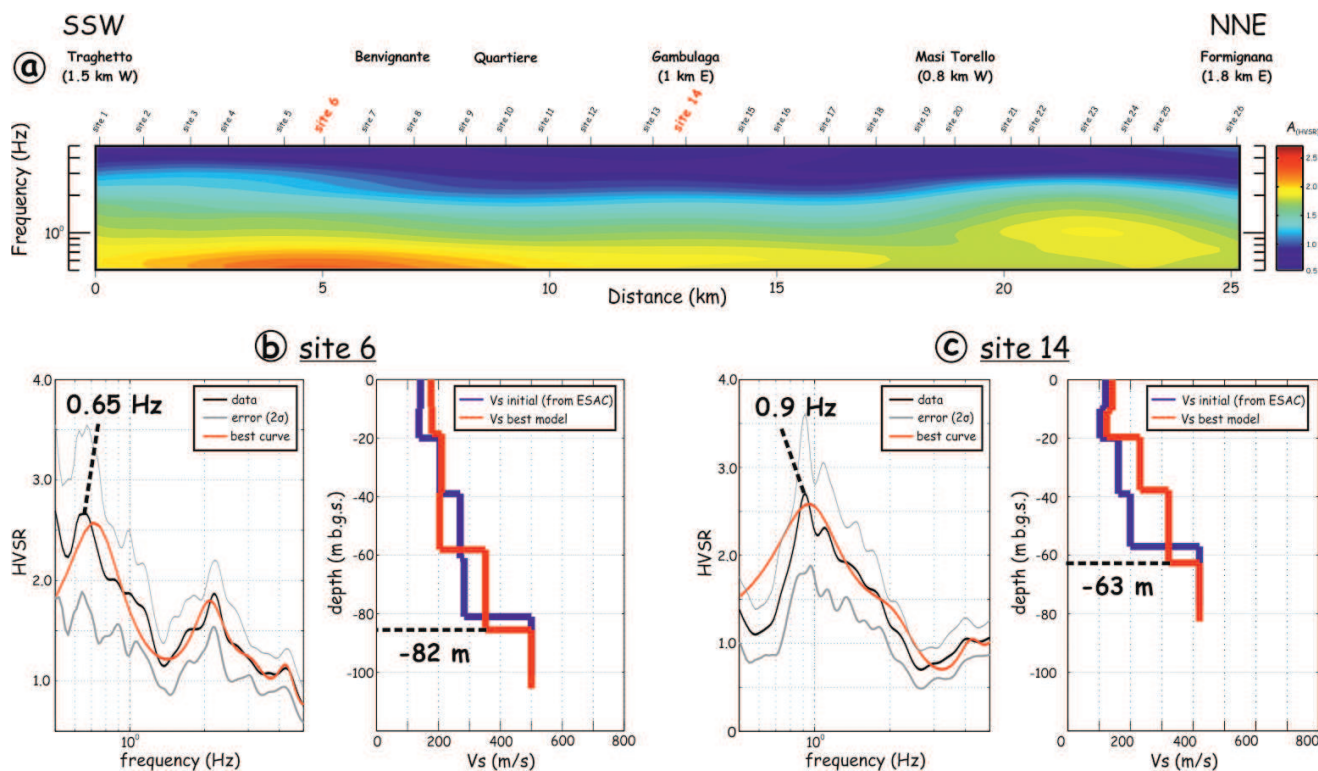 SSW
NNE
Traghetto
(1.5 km W)
Benvignante
Quartiere
Gambulaga
(1 km E)
Masi Torello
(0.8 km W)
Formignana
(1.8 km E)
a
site 1
site 2
site 3
site 4
site 5
site 6
site 7
site 8
site 9
site 10
site 11
site 12
site 13
site 14
site 15
site 16
site 17
site 18
site 19
site 20
site 21
site 22
site 23
site 24
site 25
site 26
Frequency (Hz)
10⁰
A(HVSR)
2.5
2.0
1.5
1.0
0.5
0 5 10 15 20 25
Distance (km)
b site 6
4.0
3.0
2.0
1.0
HVSR
0.65 Hz
data
error (2σ)
best curve
10⁰
frequency (Hz)
0
-20
-40
-60
-80
-100
depth (m b.g.s.)
Vs initial (from ESAC)
Vs best model
-82 m
0 200 400 600 800
Vs (m/s)
c site 14
4.0
3.0
2.0
1.0
0
HVSR
0.9 Hz
data
error (2σ)
best curve
10⁰
frequency (Hz)
0
-20
-40
-60
-80
-100
depth (m b.g.s.)
Vs initial (from ESAC)
Vs best model
-63 m
0 200 400 600 800
Vs (m/s)